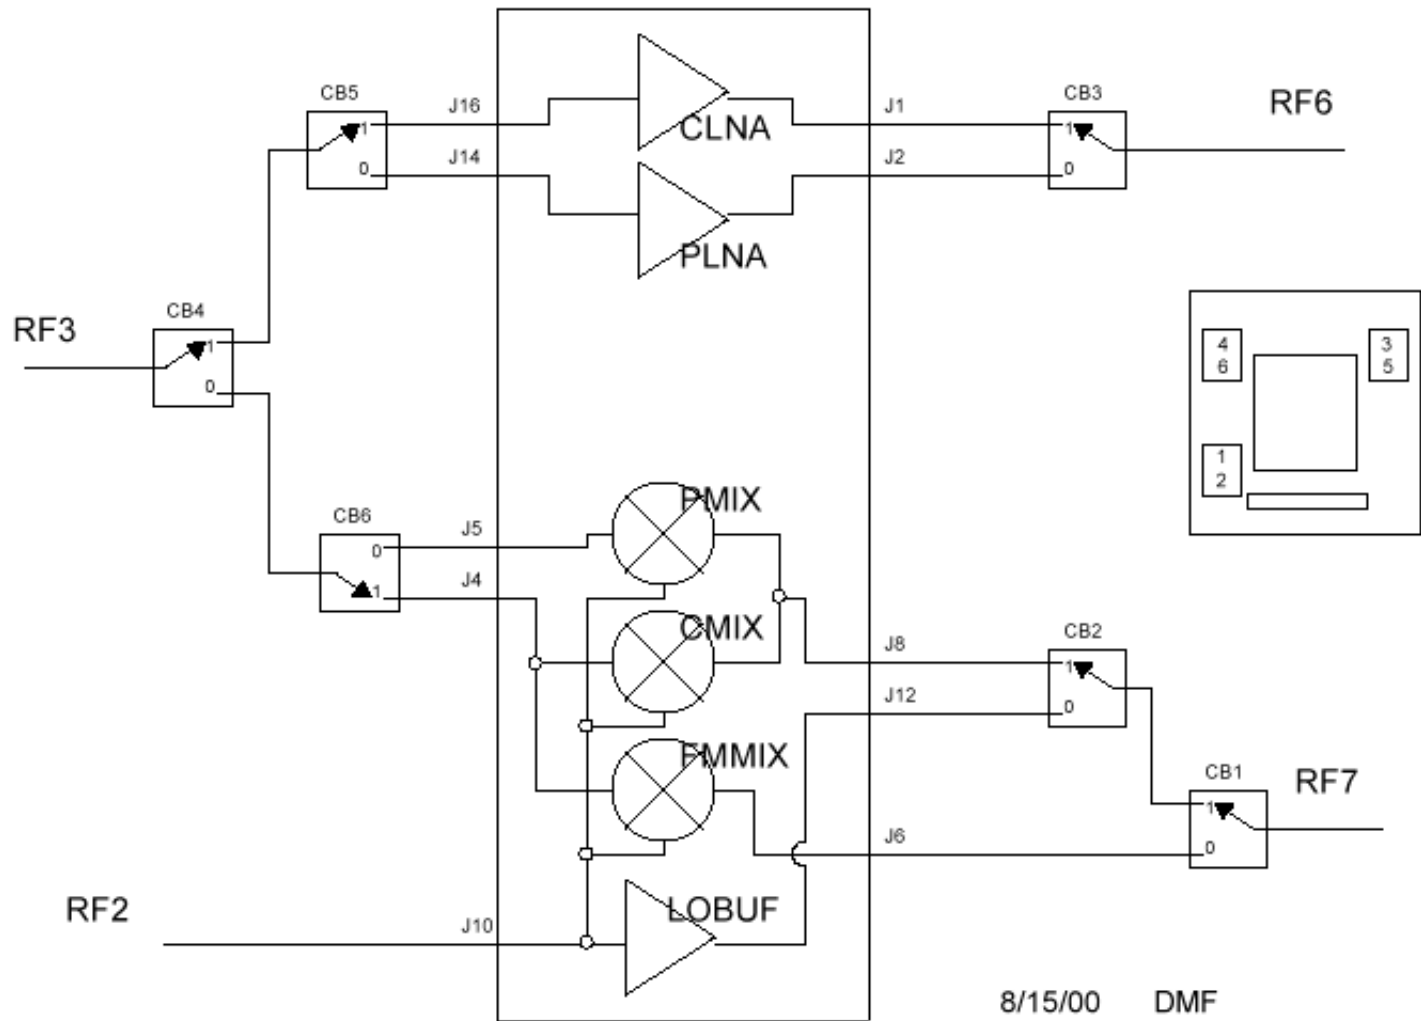 CLNA
CB5
J16
J1
CB3
RF6
1
1
J14
J2
0
0
PLNA
RF3
CB4
1
0
4
6
3
5
PMIX
1
2
CB6
J5
0
J4
1
CMIX
J8
CB2
1
J12
0
FMMIX
CB1
RF7
1
J6
0
RF2
J10
LOBUF
8/15/00 DMF